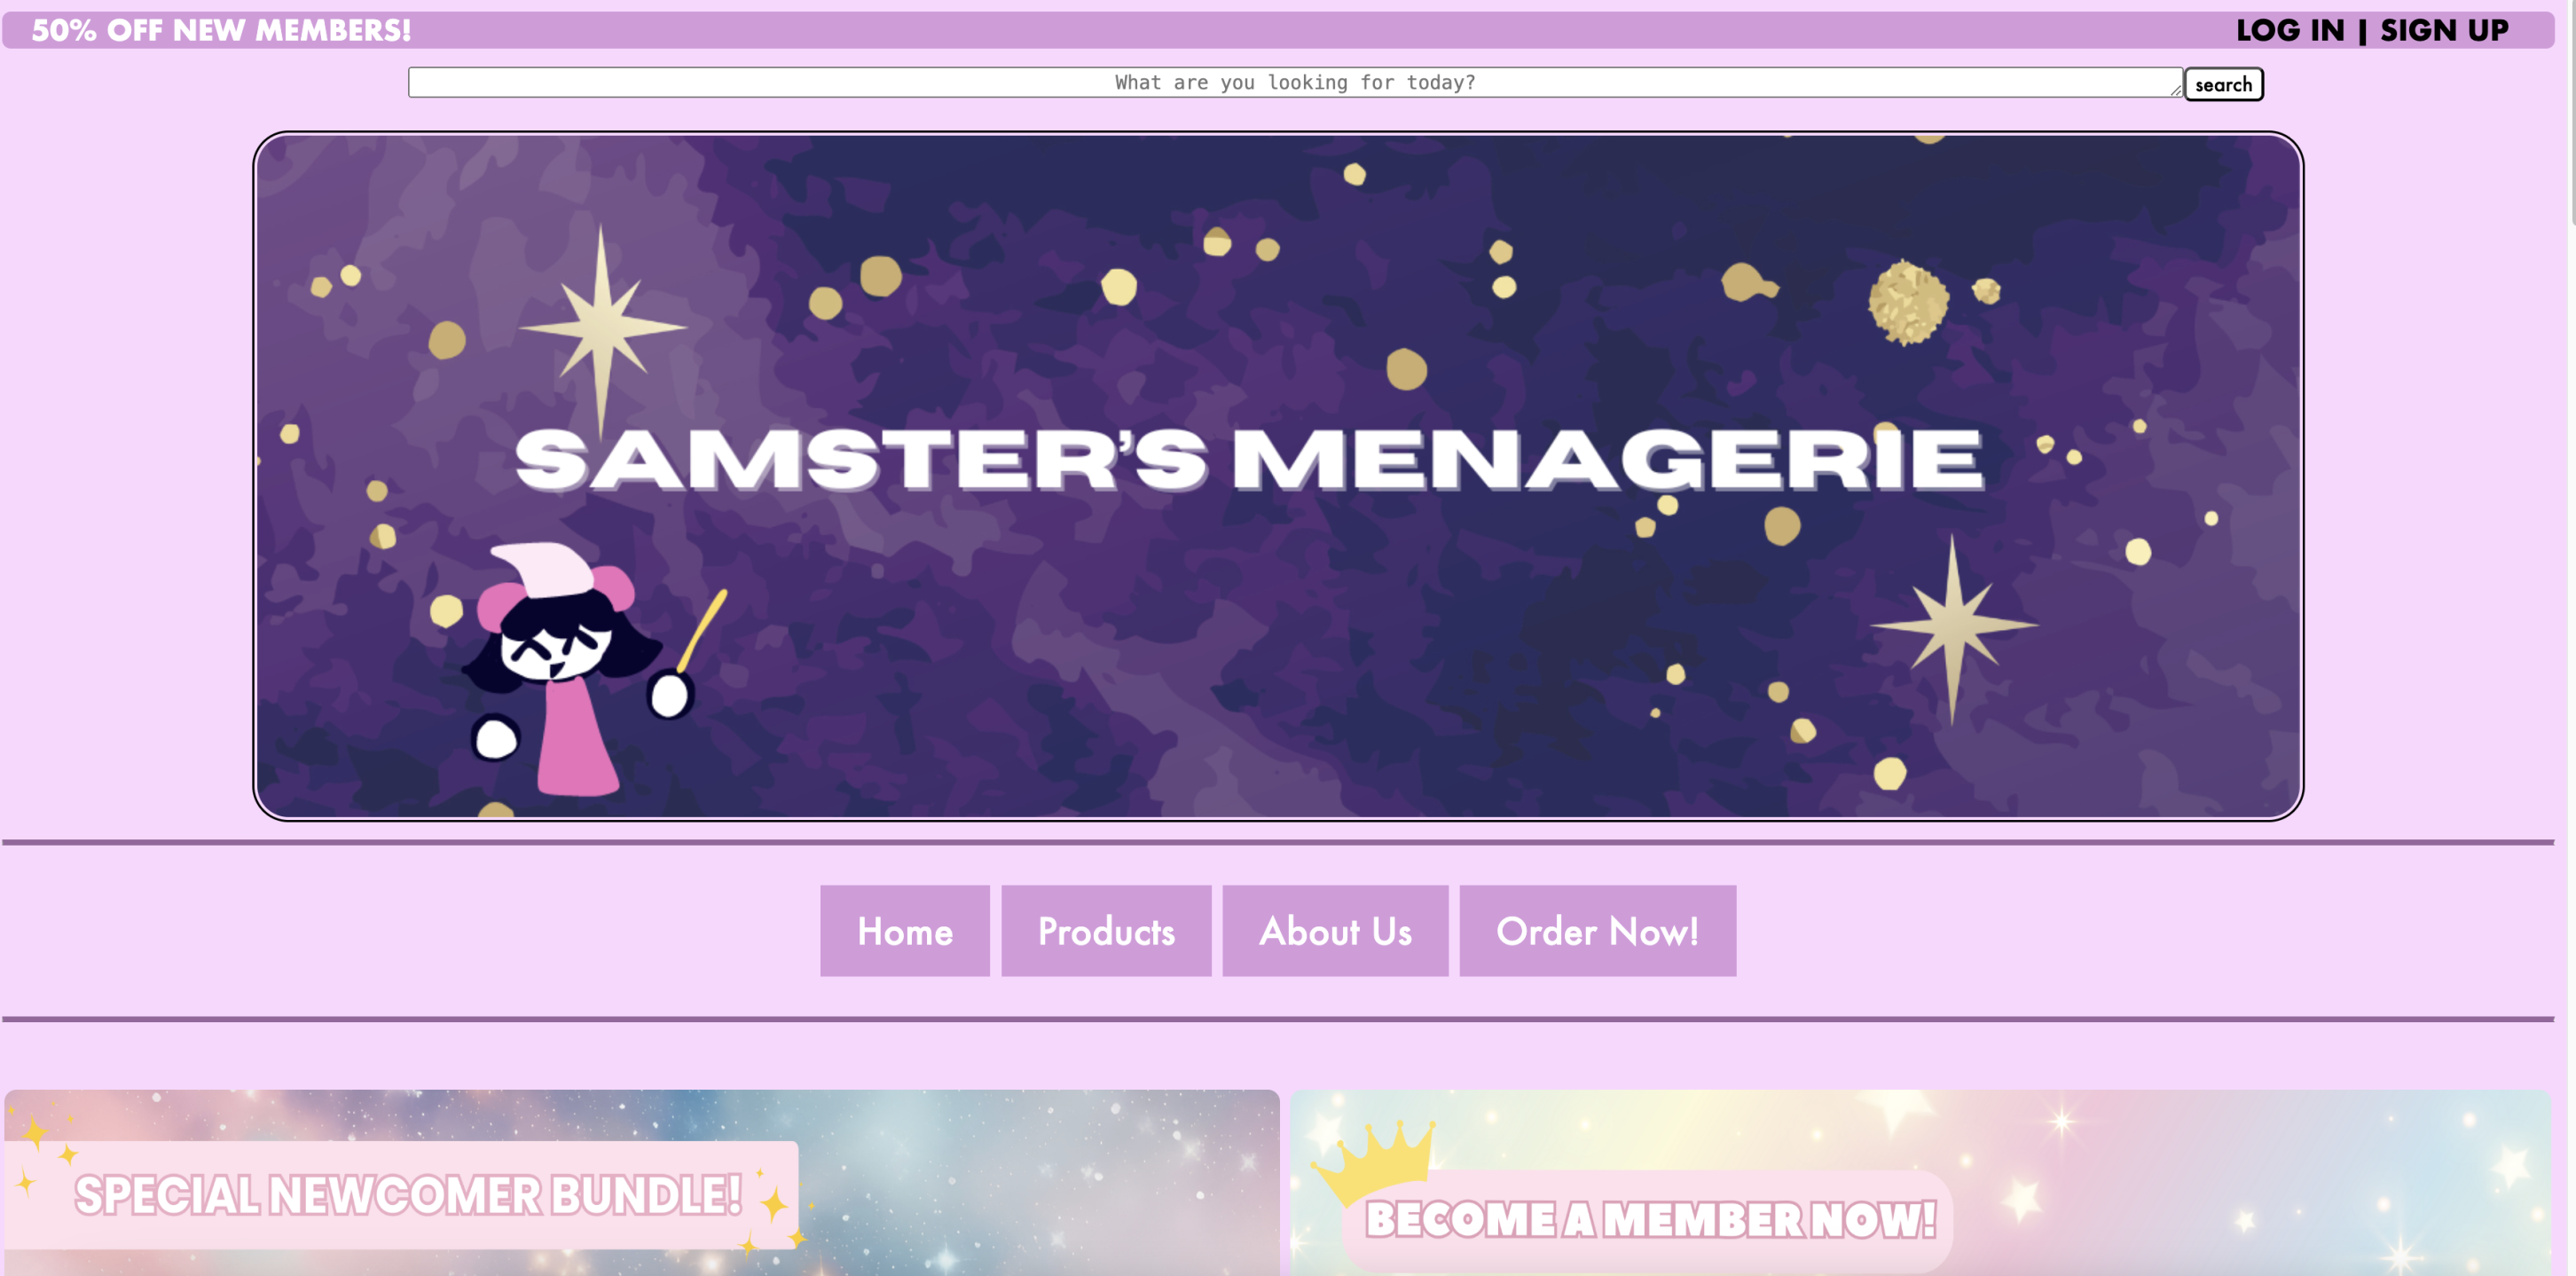 50% OFF NEW MEMBERS!
LOG IN | SIGN UP
What are you looking for today?
search
SAMSTER'S MENAGERIE
Home
Products
About Us
Order Now!
SPECIAL NEWCOMER BUNDLE!
BECOME A MEMBER NOW!